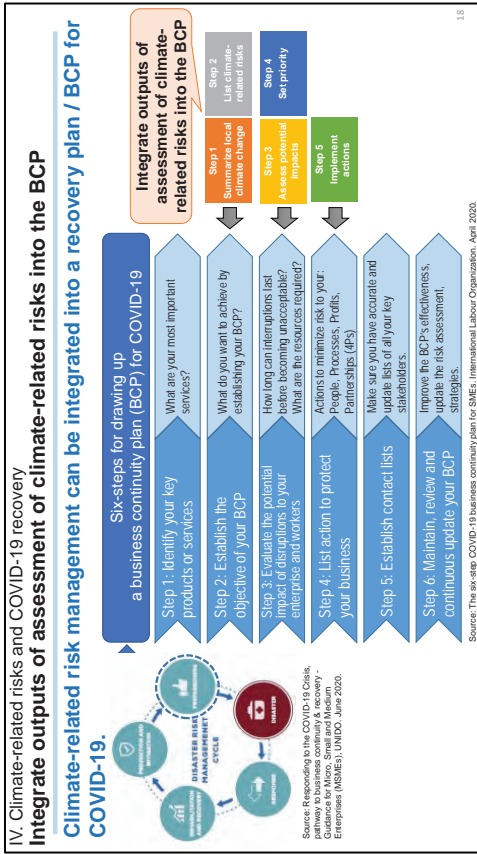 IV. Climate-related risks and COVID-19 recovery
Integrate outputs of assessment of climate-related risks into the BCP
Climate-related risk management can be integrated into a recovery plan / BCP for
COVID-19.
PREVENTION AND
MITIGATION
PREPAREDNESS
DISASTER
RESPONSE
REHABILITATION
AND RECOVERY
DISASTER RISK
MANAGEMENET
CYCLE
Source: Responding to the COVID-19 Crisis,
pathway to business continuity & recovery -
Guidance for Micro, Small and Medium
Enterprises (MSMEs), UNIDO. June 2020.
Six-steps for drawing up
a business continuity plan (BCP) for COVID-19
Step 1: Identify your key
products or services
What are your most important
services?
Step 2: Establish the
objective of your BCP
What do you want to achieve by
establishing your BCP?
Step 3: Evaluate the potential
impact of disruptions to your
enterprise and workers
How long can interruptions last
before becoming unacceptable?
What are the resources required?
Step 4: List action to protect
your business
Actions to minimize risk to your:
People, Processes, Profits,
Partnerships (4Ps)
Step 5: Establish contact lists
Make sure you have accurate and
update lists of all your key
stakeholders.
Step 6: Maintain, review and
continuous update your BCP
Improve the BCP's effectiveness,
update the risk assessment,
strategies.
Integrate outputs of
assessment of climate-
related risks into the BCP
Step 1
Summarize local
climate change
Step 2
List climate-
related risks
Step 3
Assess potential
impacts
Step 4
Set priority
Step 5
Implement
actions
Source: The six-step COVID-19 business continuity plan for SMEs, International Labour Organization, April 2020.
18